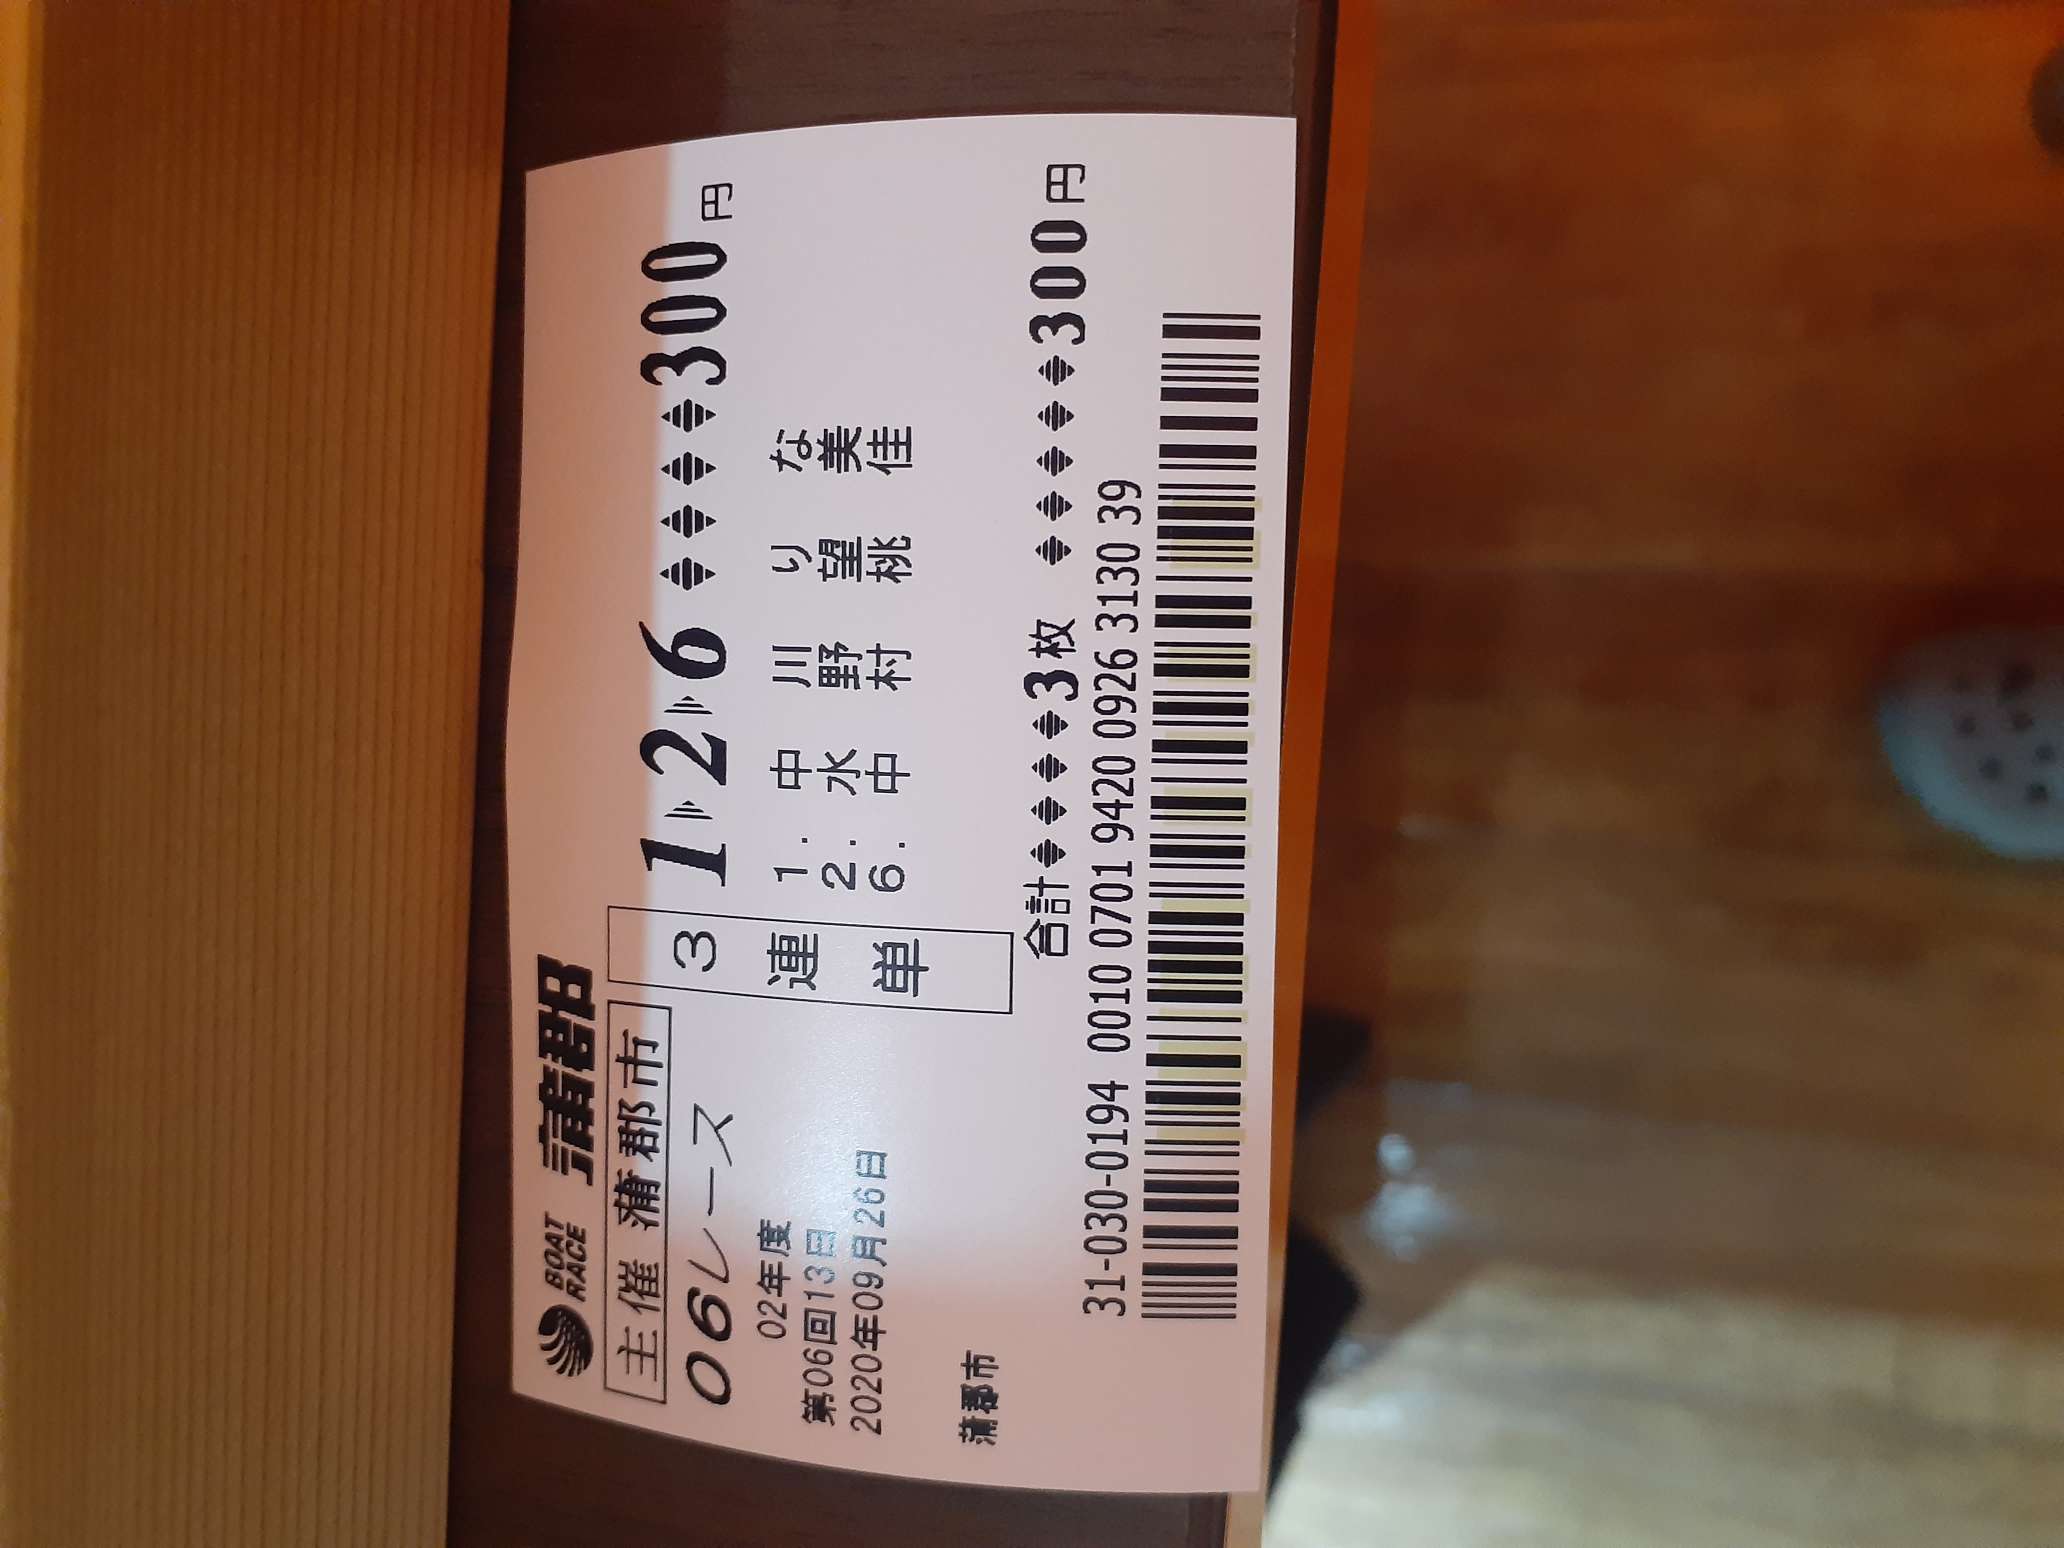 BOAT RACE 蒲郡B
主催 蒲郡市
06レース
02年度
第06回13日
2020年09月26日
蒲郡市
3連単
1▶2▶6 ◆◆◆◆300円
1. 中川りな
2. 水野望美
6. 中村桃佳
合計◆◆◆◆3枚 ◆◆◆◆◆300円
31-030-0194 0010 0701 9420 0926 3130 39